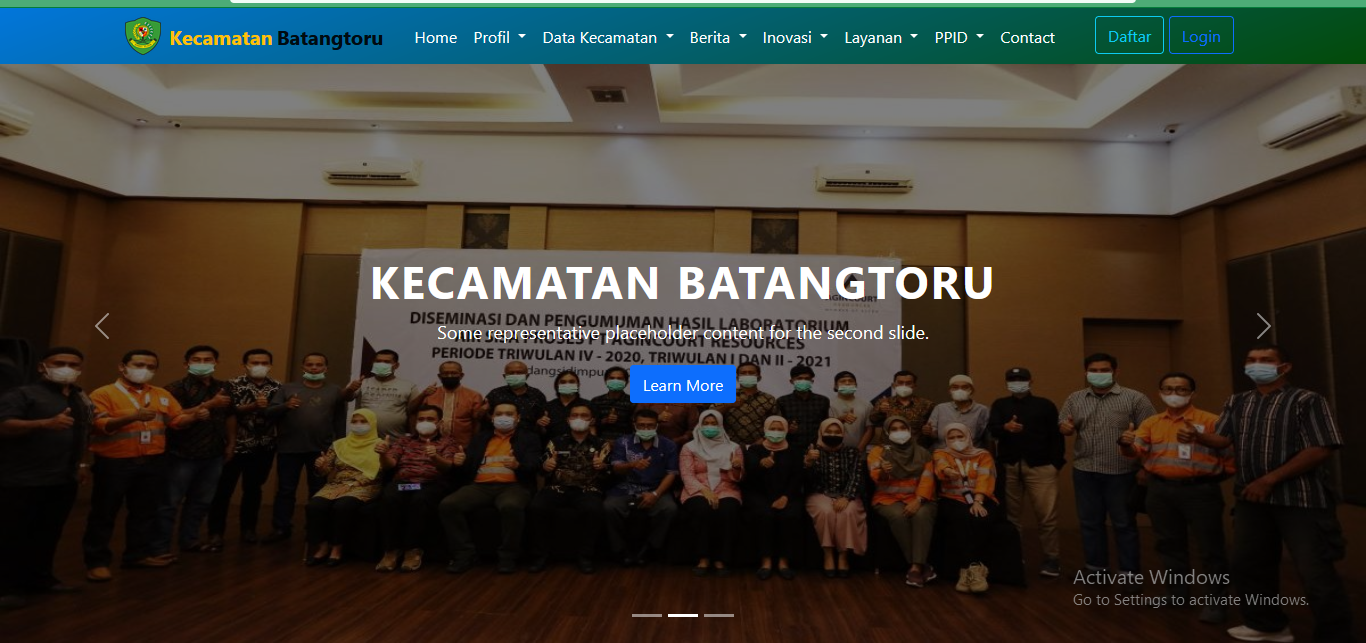 Kecamatan Batangtoru
Home Profil Data Kecamatan Berita Inovasi Layanan PPID Contact
Daftar Login
KECAMATAN BATANGTORU
AGINCOURT
DISEMINASI DAN PENGUMUMAN HASIL LABORATORIUM
Some representative placeholder content for the second slide.
AGINCOURT RESOURCES
PERIODE TRIWULAN IV - 2020, TRIWULAN I DAN II - 2021
Learn More
Activate Windows
Go to Settings to activate Windows.